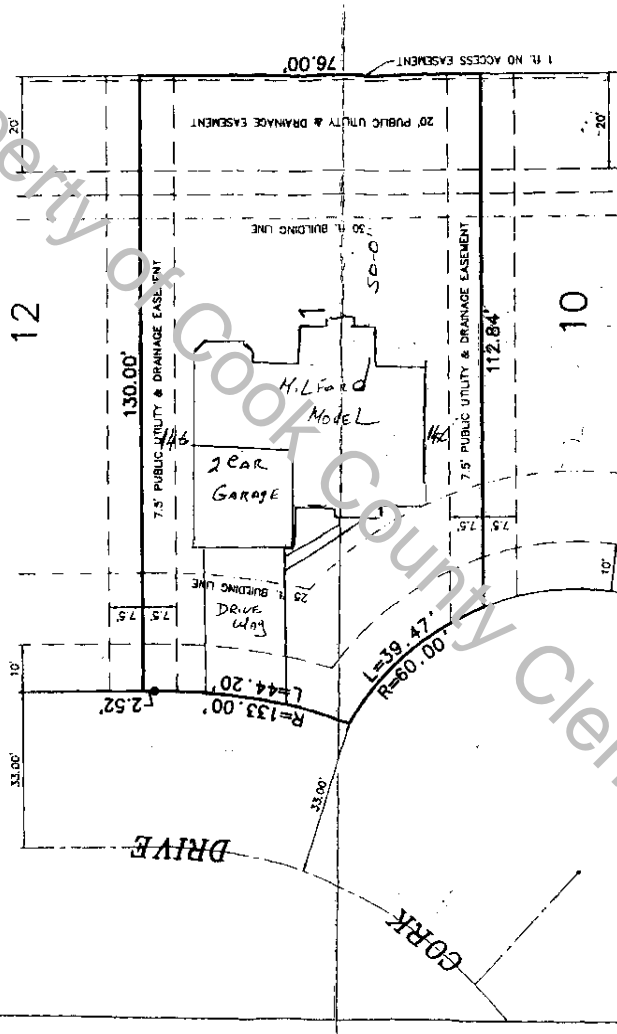 1 ft. NO ACCESS EASEMENT
76.00'
20'
20'
20' PUBLIC UTILITY & DRAINAGE EASEMENT
30 ft. BUILDING LINE
50-0
12
10
1
130.00'
112.84'
7.5' PUBLIC UTILITY & DRAINAGE EASEMENT
7.5' PUBLIC UTILITY & DRAINAGE EASEMENT
MILFORD
MODEL
2 CAR
GARAGE
25 ft. BUILDING LINE
DRIVE
WAY
7.5'
7.5'
7.5'
7.5'
10'
10'
2.52'
L=44.20'
R=133.00'
L=39.47'
R=60.00'
33.00'
33.00'
CORK
DRIVE
Property of Cook County Clerk